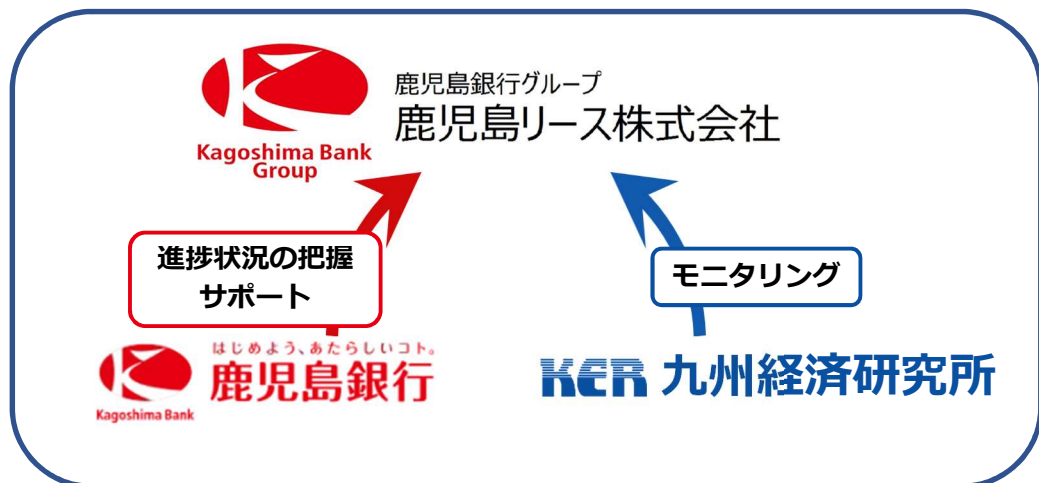 鹿児島銀行グループ
鹿児島リース株式会社
Kagoshima Bank
Group
進捗状況の把握
サポート
モニタリング
はじめよう、あたらしいコト。
鹿児島銀行
Kagoshima Bank
KER 九州経済研究所